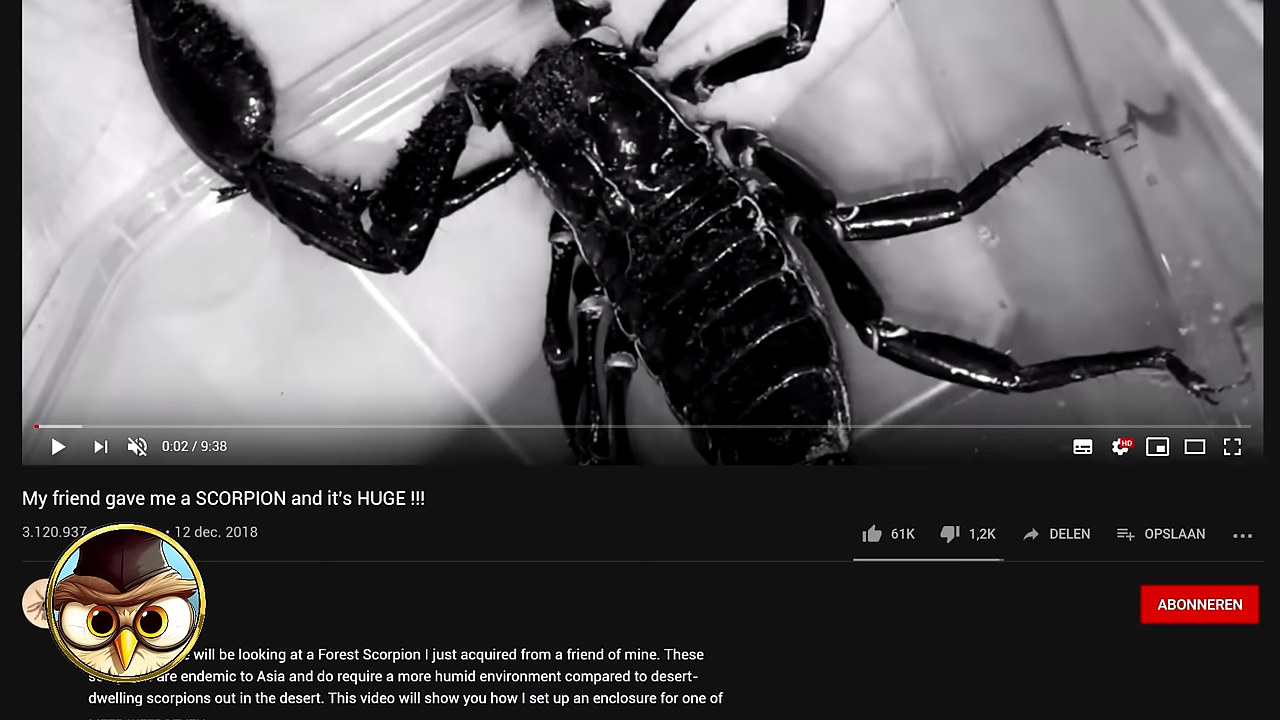 0:02 / 9:38
HD
My friend gave me a SCORPION and it's HUGE !!!
3.120.937 • 12 dec. 2018
61K 1,2K DELEN OPSLAAN
ABONNEREN
will be looking at a Forest Scorpion I just acquired from a friend of mine. These
are endemic to Asia and do require a more humid environment compared to desert-
dwelling scorpions out in the desert. This video will show you how I set up an enclosure for one of